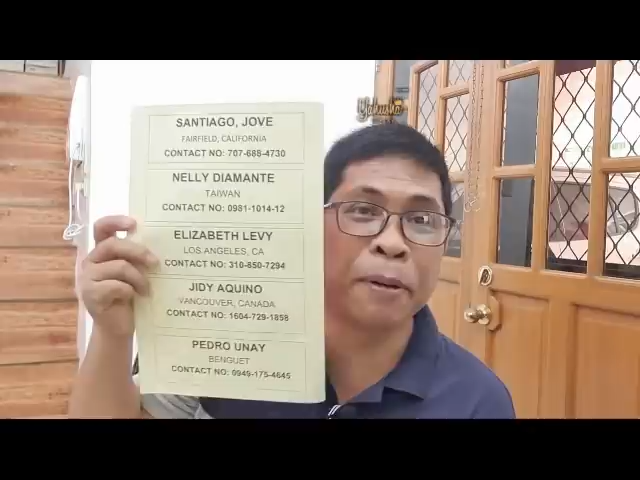 SANTIAGO, JOVE
FAIRFIELD, CALIFORNIA
CONTACT NO: 707-688-4730
NELLY DIAMANTE
TAIWAN
CONTACT NO: 0981-1014-12
ELIZABETH LEVY
LOS ANGELES, CA
CONTACT NO: 310-850-7294
JIDY AQUINO
VANCOUVER, CANADA
CONTACT NO: 1604-729-1858
PEDRO UNAY
BENGUET
CONTACT NO: 0949-175-4645